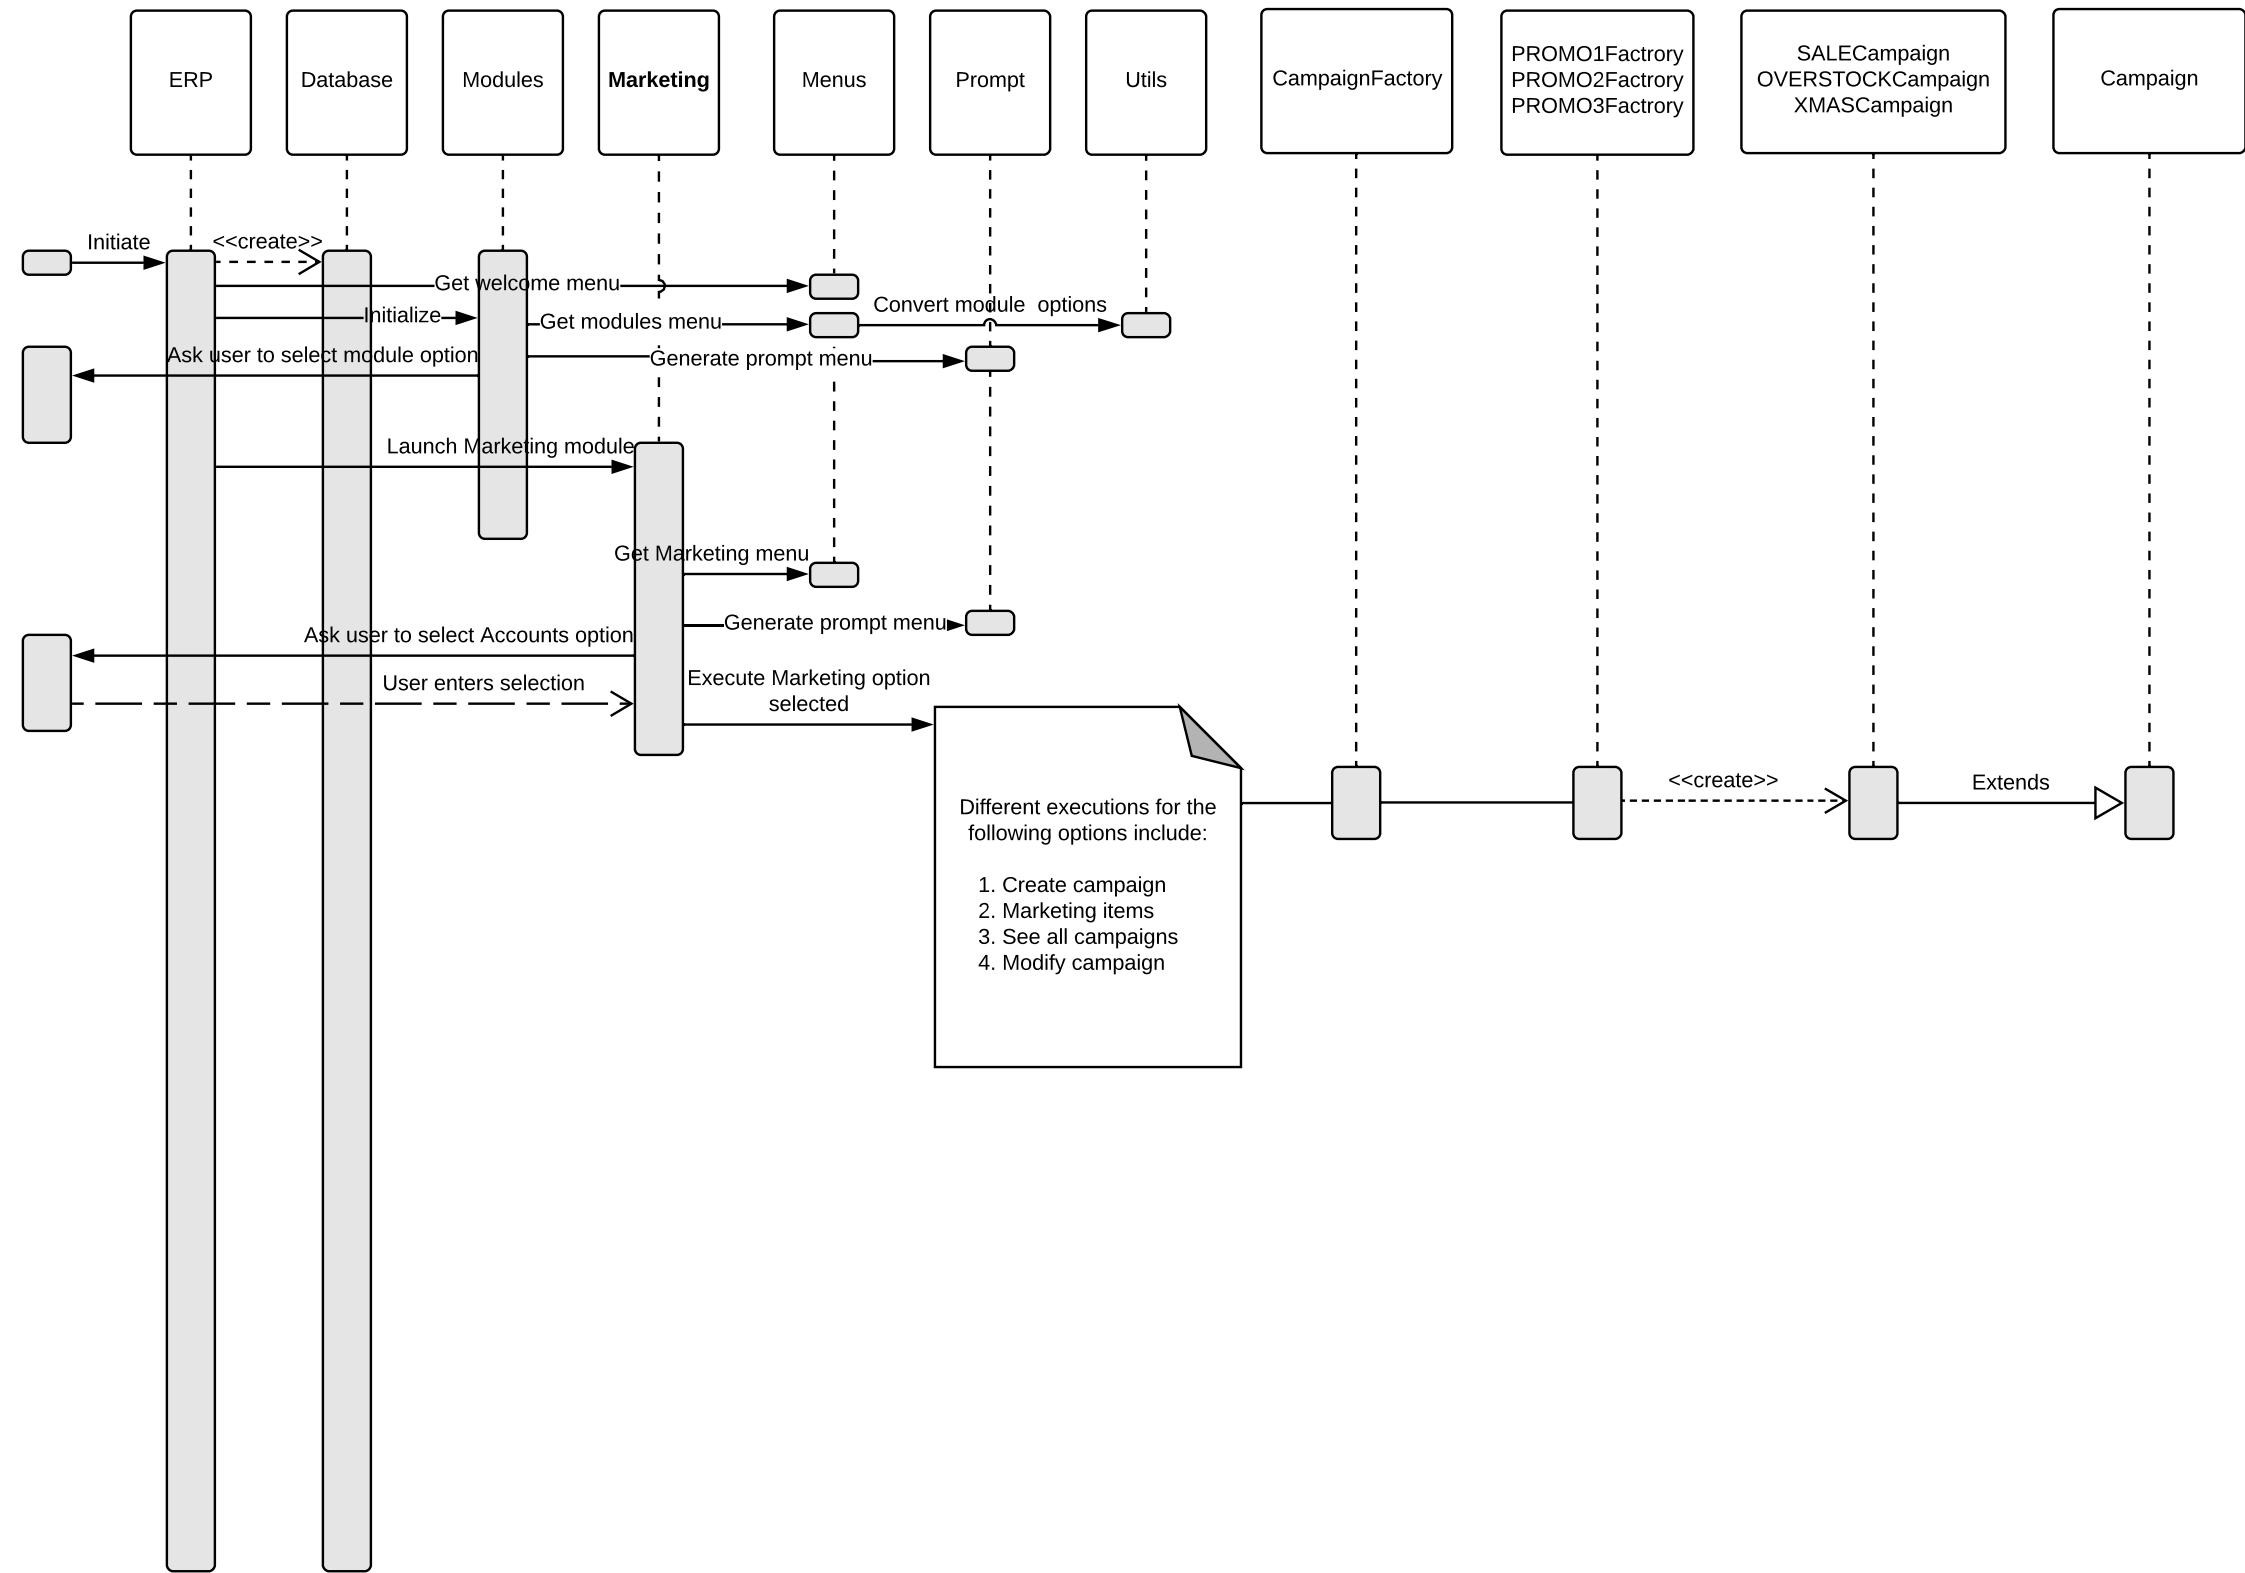 ERP
Database
Modules
Marketing
Menus
Prompt
Utils
CampaignFactory
PROMO1Factrory
PROMO2Factrory
PROMO3Factrory
SALECampaign
OVERSTOCKCampaign
XMASCampaign
Campaign
Initiate
<<create>>
Get welcome menu
Convert module  options
Initialize
Get modules menu
Ask user to select module option
Generate prompt menu
Launch Marketing module
Get Marketing menu
Generate prompt menu
Ask user to select Accounts option
User enters selection
Execute Marketing option
selected
<<create>>
Extends
Different executions for the
following options include:
1. Create campaign
2. Marketing items
3. See all campaigns
4. Modify campaign